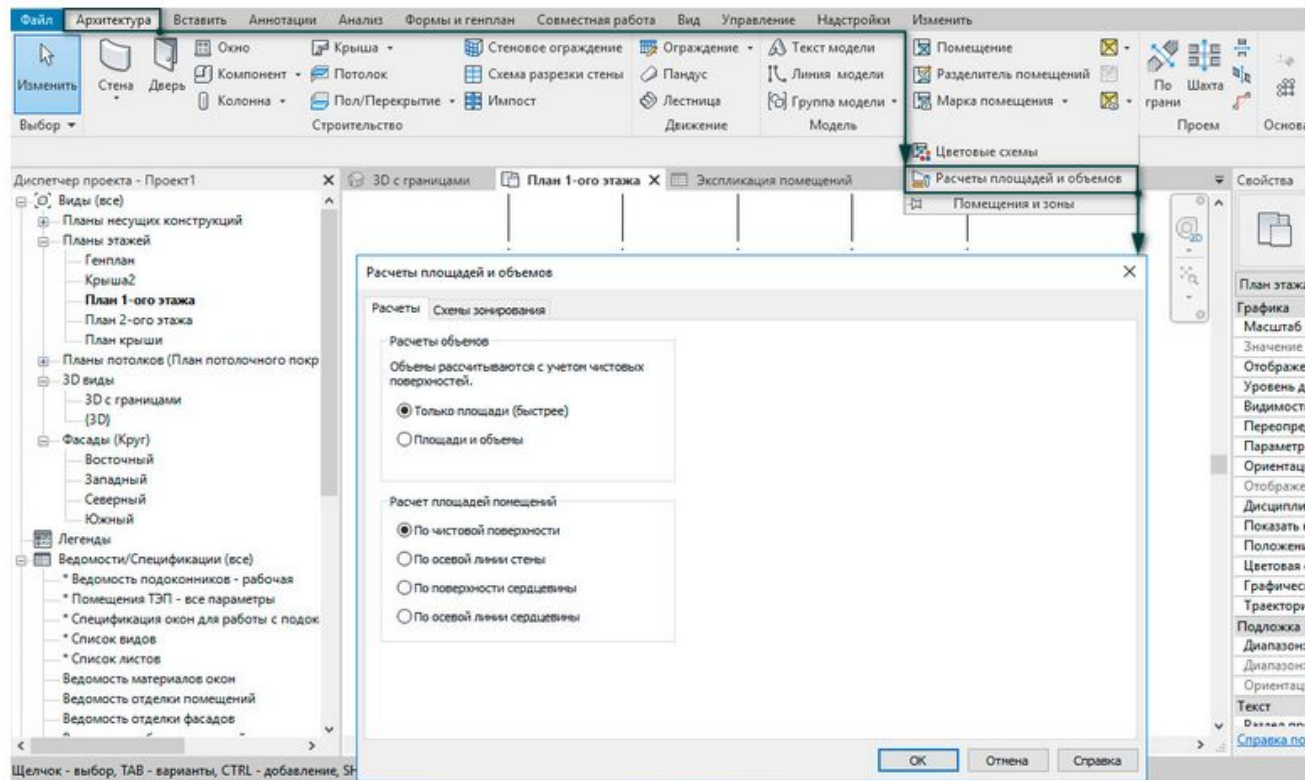 Файл Архитектура Вставить Аннотации Анализ Формы и генплан Совместная работа Вид Управление Надстройки Изменить
Окно Крыша Стеновое ограждение Ограждение Текст модели Помещение
Компонент Потолок Схема разрезки стены Пандус Линия модели Разделитель помещений
Изменить Стена Дверь По грани Шахта
Колонна Пол/Перекрытие Импост Лестница Группа модели Марка помещения
Выбор Строительство Движение Модель Проем Основа
Цветовые схемы
Диспетчер проекта - Проект1 X 3D с границами План 1-ого этажа X Экспликация помещений Расчеты площадей и объемов Свойства
Помещения и зоны
Виды (все)
Планы несущих конструкций
Планы этажей
Генплан
Крыша2
План 1-ого этажа
План 2-ого этажа
План крыши
Планы потолков (План потолочного покр
3D виды
3D с границами
{3D}
Фасады (Круг)
Восточный
Западный
Северный
Южный
Легенды
Ведомости/Спецификации (все)
* Ведомость подоконников - рабочая
* Помещения ТЭП - все параметры
* Спецификация окон для работы с подок
* Список видов
* Список листов
Ведомость материалов окон
Ведомость отделки помещений
Ведомость отделки фасадов
Расчеты площадей и объемов
Расчеты Схемы зонирования
Расчеты объемов
Объемы рассчитываются с учетом чистовых
поверхностей.
Только площади (быстрее)
Площади и объемы
Расчет площадей помещений
По чистовой поверхности
По осевой линии стены
По поверхности сердцевины
По осевой линии сердцевины
OK Отмена Справка
2D
План этажа
Графика
Масштаб
Значение
Отображе
Уровень д
Видимост
Переопре
Параметр
Ориентац
Отображе
Дисципли
Показать
Положени
Цветовая
Графичес
Траектори
Подложка
Диапазон:
Диапазон:
Ориентац
Текст
Справка по
Щелчок - выбор, TAB - варианты, CTRL - добавление, SH